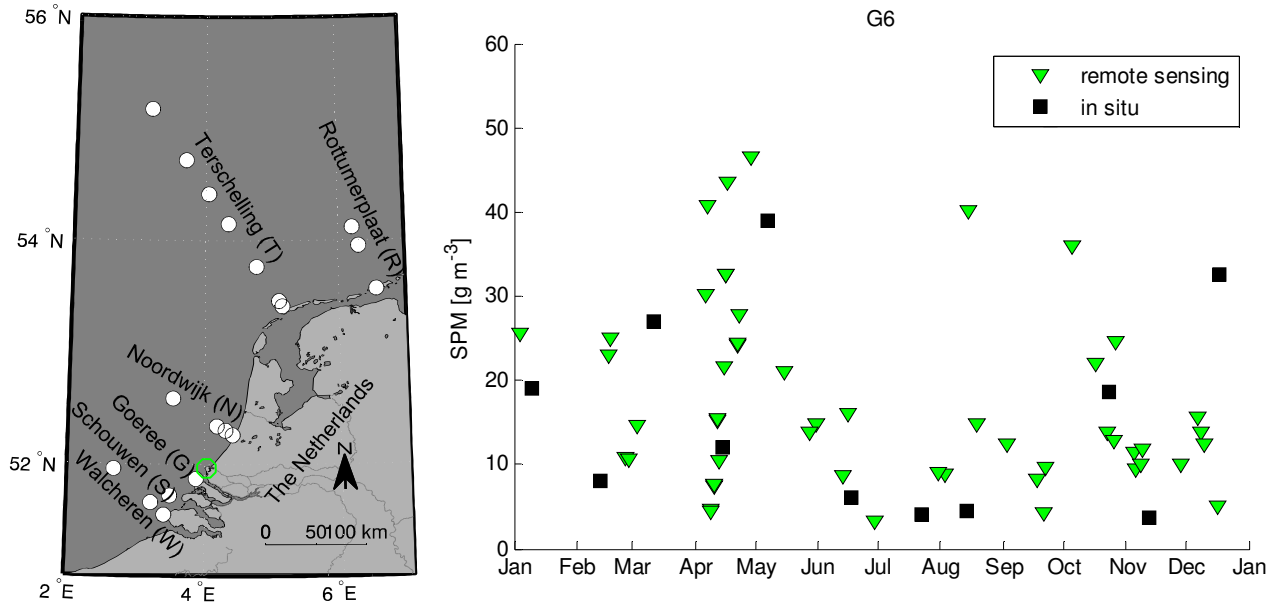 56 °N
54 °N
52 °N
2 °E
4 °E
6 °E
Terschelling (T)
Rottumerplaat (R)
Noordwijk (N)
Goeree (G
Schouwen (S)
Walcheren (W)
The Netherlands
N
0 50 100 km
G6
SPM [g m⁻³]
60
50
40
30
20
10
0
Jan Feb Mar Apr May Jun Jul Aug Sep Oct Nov Dec Jan
remote sensing
in situ